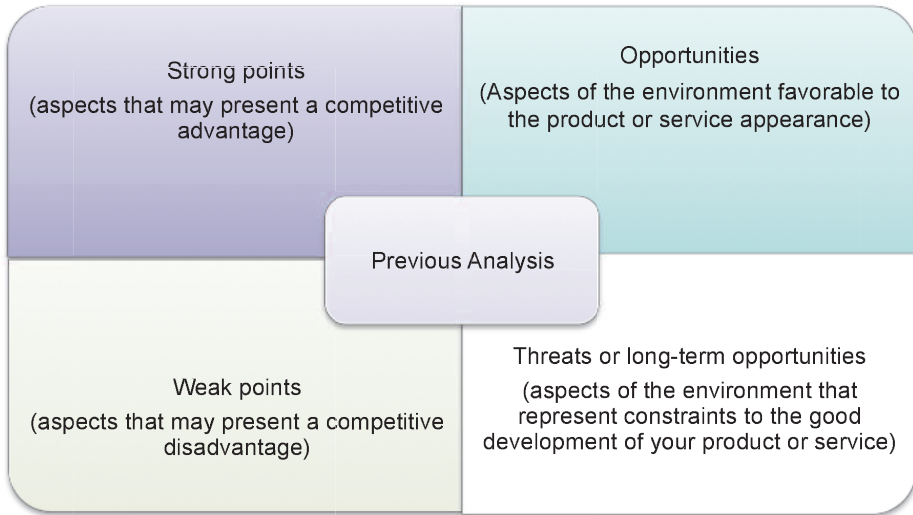 Strong points
(aspects that may present a competitive
advantage)
Opportunities
(Aspects of the environment favorable to
the product or service appearance)
Previous Analysis
Weak points
(aspects that may present a competitive
disadvantage)
Threats or long-term opportunities
(aspects of the environment that
represent constraints to the good
development of your product or service)